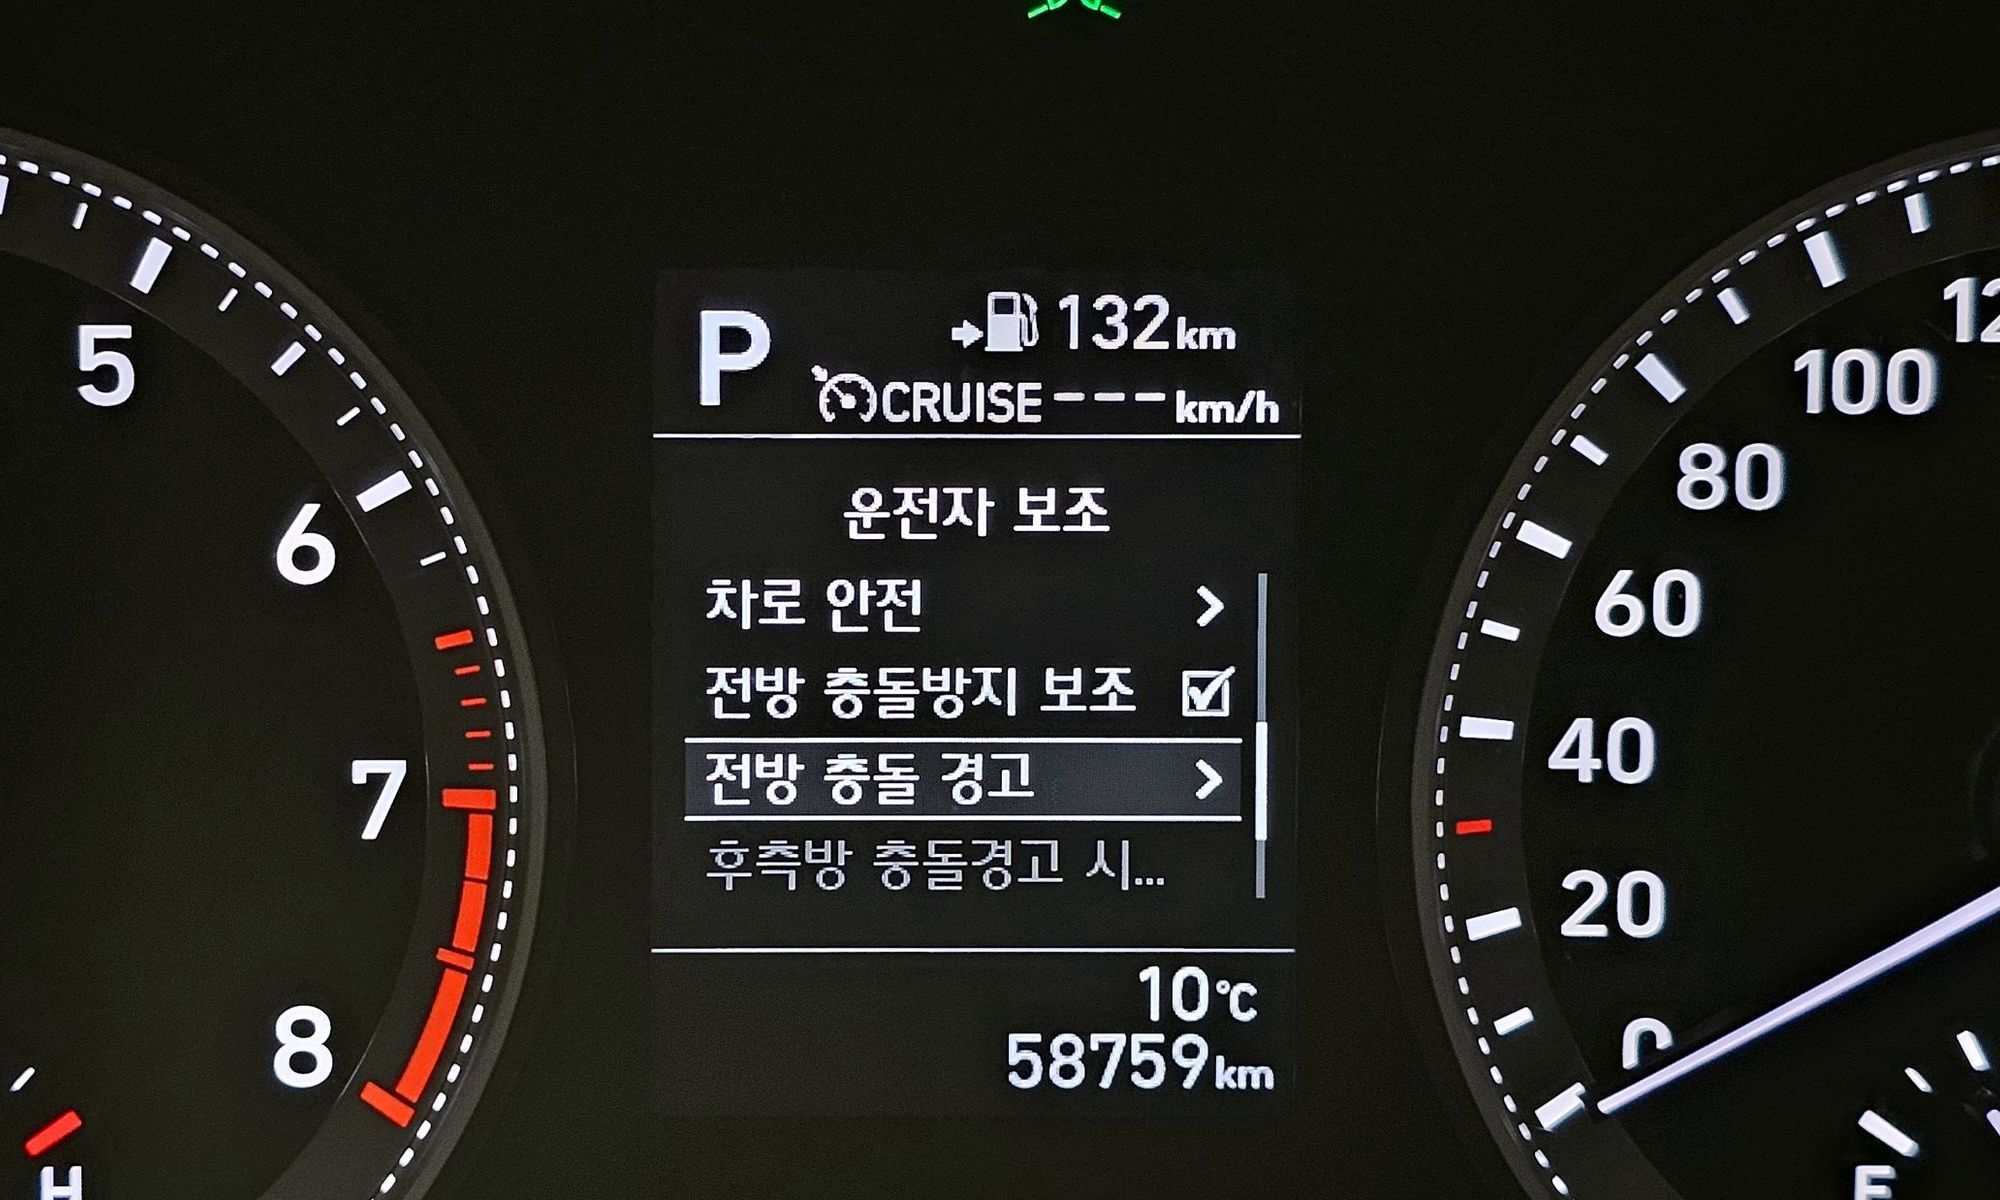 P
132km
CRUISE ---km/h
운전자 보조
차로 안전
전방 충돌방지 보조
전방 충돌 경고
후측방 충돌경고 시...
10℃
58759km
5
6
7
8
H
100
80
60
40
20
0